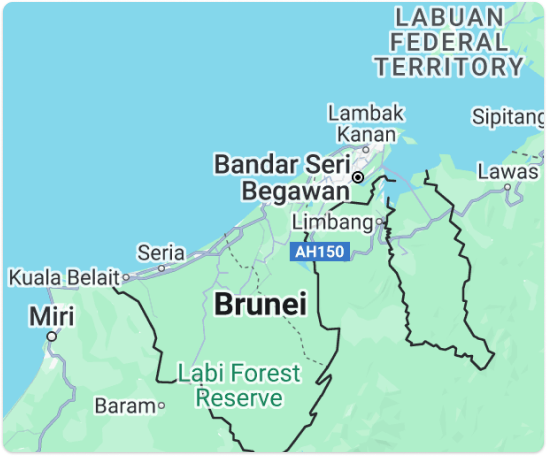 LABUAN
FEDERAL
TERRITORY
Lambak
Kanan
Sipitang
Bandar Seri
Begawan
Lawas
Limbang
AH150
Seria
Kuala Belait
Brunei
Miri
Labi Forest
Reserve
Baram